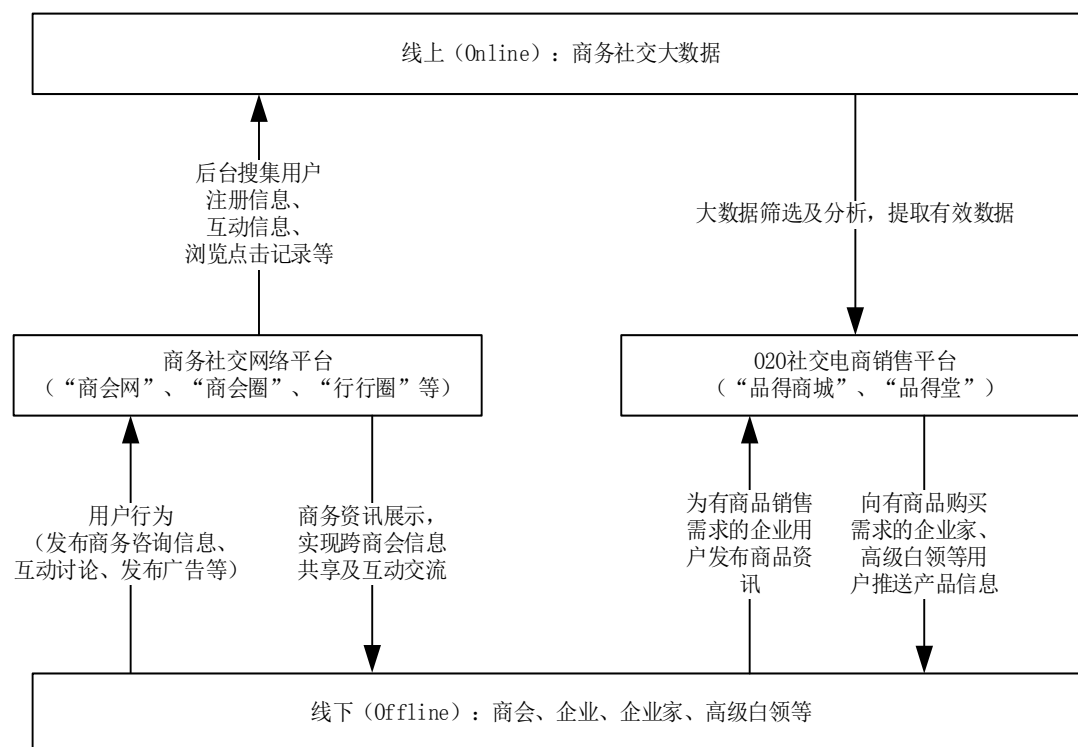 线上（Online）：商务社交大数据
后台搜集用户
注册信息、
互动信息、
浏览点击记录等
大数据筛选及分析，提取有效数据
商务社交网络平台
（“商会网”、“商会圈”、“行行圈”等）
O2O社交电商销售平台
（“品得商城”、“品得堂”）
用户行为
（发布商务咨询信息、
互动讨论、发布广告等）
商务资讯展示，
实现跨商会信息
共享及互动交流
为有商品销售
需求的企业用
户发布商品资
讯
向有商品购买
需求的企业家、
高级白领等用
户推送产品信息
线下（Offline）：商会、企业、企业家、高级白领等